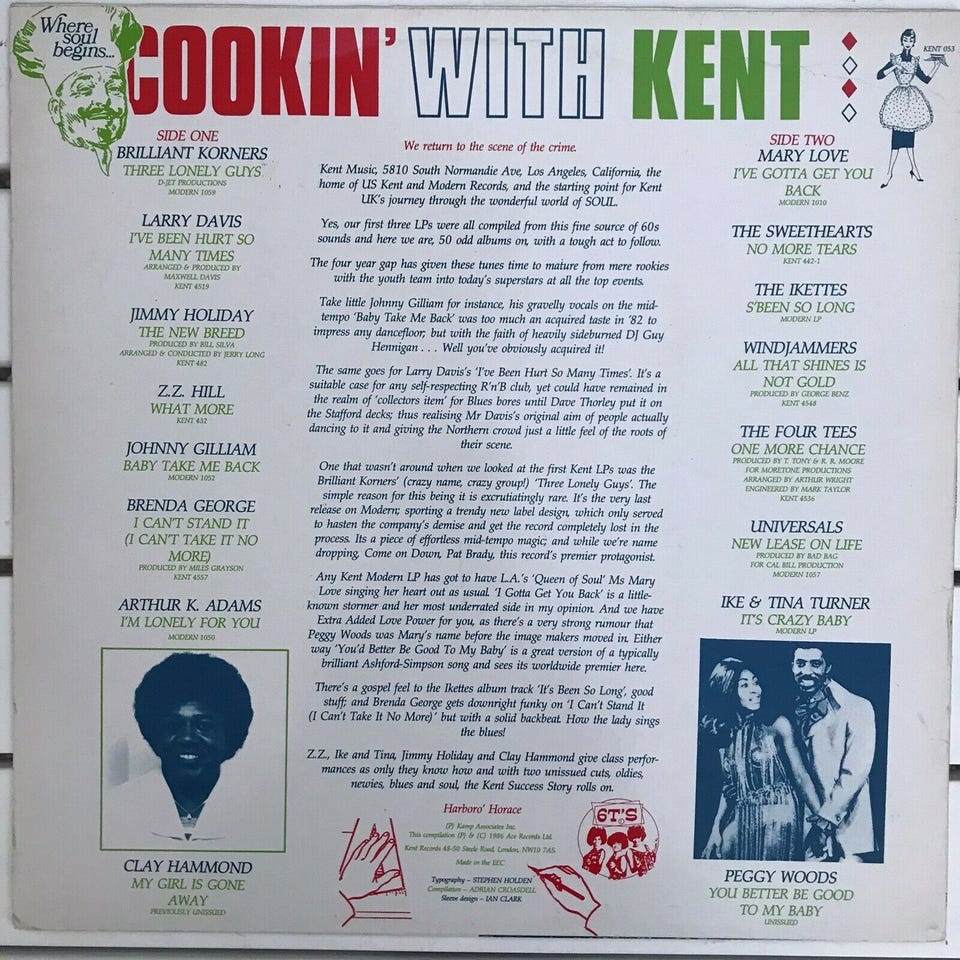 Where
soul
begins...
COOKIN' WITH KENT
KENT 053
SIDE ONE
BRILLIANT KORNERS
THREE LONELY GUYS
D-JET PRODUCTIONS
MODERN 1059
LARRY DAVIS
I'VE BEEN HURT SO
MANY TIMES
ARRANGED & PRODUCED BY
MAXWELL DAVIS
KENT 4519
JIMMY HOLIDAY
THE NEW BREED
PRODUCED BY BILL SILVA
ARRANGED & CONDUCTED BY JERRY LONG
KENT 482
Z.Z. HILL
WHAT MORE
KENT 432
JOHNNY GILLIAM
BABY TAKE ME BACK
MODERN 1052
BRENDA GEORGE
I CAN'T STAND IT
(I CAN'T TAKE IT NO
MORE)
PRODUCED BY MILES GRAYSON
KENT 4557
ARTHUR K. ADAMS
I'M LONELY FOR YOU
MODERN 1050
CLAY HAMMOND
MY GIRL IS GONE
AWAY
PREVIOUSLY UNISSUED
We return to the scene of the crime.
Kent Music, 5810 South Normandie Ave, Los Angeles, California, the
home of US Kent and Modern Records, and the starting point for Kent
UK's journey through the wonderful world of SOUL.
Yes, our first three LPs were all compiled from this fine source of 60s
sounds and here we are, 50 odd albums on, with a tough act to follow.
The four year gap has given these tunes time to mature from mere rookies
with the youth team into today's superstars at all the top events.
Take little Johnny Gilliam for instance, his gravelly vocals on the mid-
tempo 'Baby Take Me Back' was too much an acquired taste in '82 to
impress any dancefloor, but with the faith of heavily sideburned DJ Guy
Hennigan . . . Well you've obviously acquired it!
The same goes for Larry Davis's 'I've Been Hurt So Many Times'. It's a
suitable case for any self-respecting R'n'B club, yet could have remained in
the realm of 'collectors item' for Blues bores until Dave Thorley put it on
the Stafford decks; thus realising Mr Davis's original aim of people actually
dancing to it and giving the Northern crowd just a little feel of the roots of
their scene.
One that wasn't around when we looked at the first Kent LPs was the
Brilliant Korners' (crazy name, crazy group!) 'Three Lonely Guys'. The
simple reason for this being it is excrutiatingly rare. It's the very last
release on Modern; sporting a trendy new label design, which only served
to hasten the company's demise and get the record completely lost in the
process. Its a piece of effortless mid-tempo magic; and while we're name
dropping, Come on Down, Pat Brady, this record's premier protagonist.
Any Kent Modern LP has got to have L.A.'s 'Queen of Soul' Ms Mary
Love singing her heart out as usual. 'I Gotta Get You Back' is a little-
known stormer and her most underrated side in my opinion. And we have
Extra Added Love Power for you, as there's a very strong rumour that
Peggy Woods was Mary's name before the image makers moved in. Either
way 'You'd Better Be Good To My Baby' is a great version of a typically
brilliant Ashford-Simpson song and sees its worldwide premier here.
There's a gospel feel to the Ikettes album track 'It's Been So Long', good
stuff; and Brenda George gets downright funky on 'I Can't Stand It
(I Can't Take It No More)' but with a solid backbeat. How the lady sings
the blues!
Z.Z., Ike and Tina, Jimmy Holiday and Clay Hammond give class perfor-
mances as only they know how and with two unissued cuts, oldies,
newies, blues and soul, the Kent Success Story rolls on.
Harboro' Horace
(P) Kamp Associates Inc.
This compilation (P) & (C) 1986 Ace Records Ltd.
Kent Records 48-50 Steele Road, London, NW10 7AS
Made in the EEC
Typography – STEPHEN HOLDEN
Compilation – ADRIAN CROASDELL
Sleeve design – IAN CLARK
6T'S
SIDE TWO
MARY LOVE
I'VE GOTTA GET YOU
BACK
MODERN 1010
THE SWEETHEARTS
NO MORE TEARS
KENT 442-1
THE IKETTES
S'BEEN SO LONG
MODERN LP
WINDJAMMERS
ALL THAT SHINES IS
NOT GOLD
PRODUCED BY GEORGE BENZ
KENT 4548
THE FOUR TEES
ONE MORE CHANCE
PRODUCED BY T. TONY & R. R. MOORE
FOR MORETONE PRODUCTIONS
ARRANGED BY ARTHUR WRIGHT
ENGINEERED BY MARK TAYLOR
KENT 4536
UNIVERSALS
NEW LEASE ON LIFE
PRODUCED BY BAD BAG
FOR CAL BILL PRODUCTION
MODERN 1057
IKE & TINA TURNER
IT'S CRAZY BABY
MODERN LP
PEGGY WOODS
YOU BETTER BE GOOD
TO MY BABY
UNISSUED